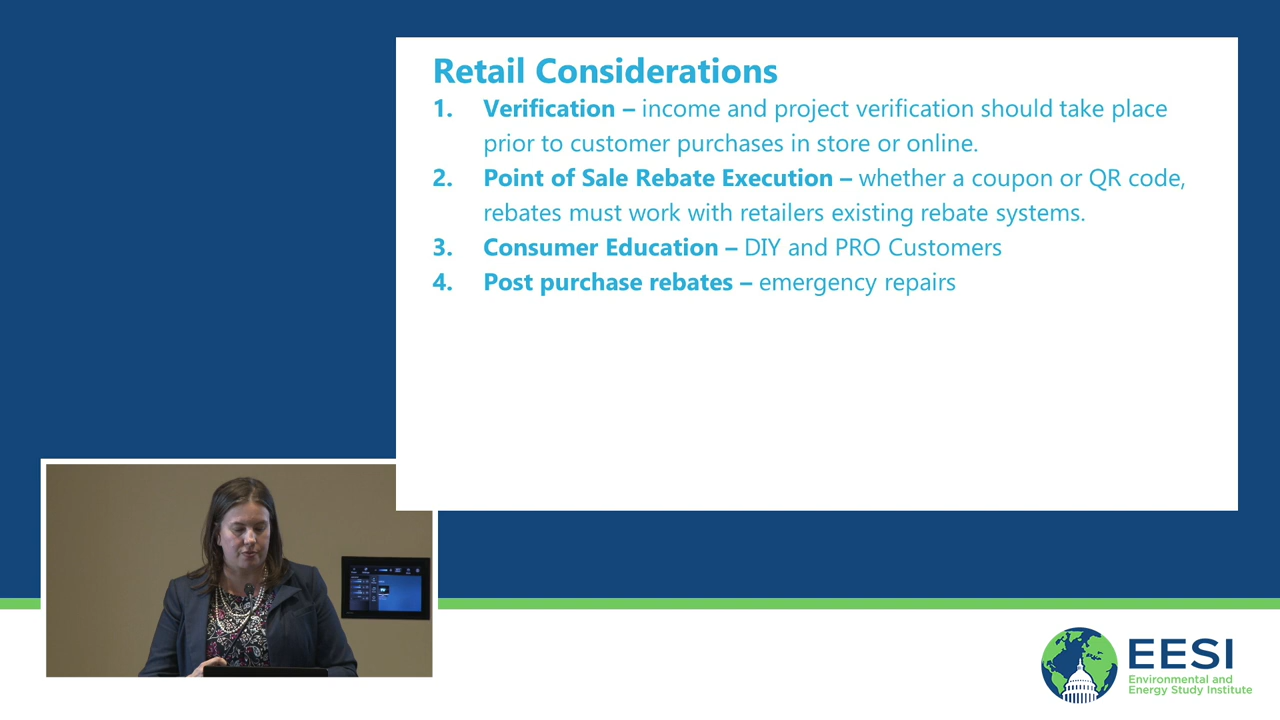 Retail Considerations
1. Verification – income and project verification should take place
prior to customer purchases in store or online.
2. Point of Sale Rebate Execution – whether a coupon or QR code,
rebates must work with retailers existing rebate systems.
3. Consumer Education – DIY and PRO Customers
4. Post purchase rebates – emergency repairs
EESI
Environmental and
Energy Study Institute